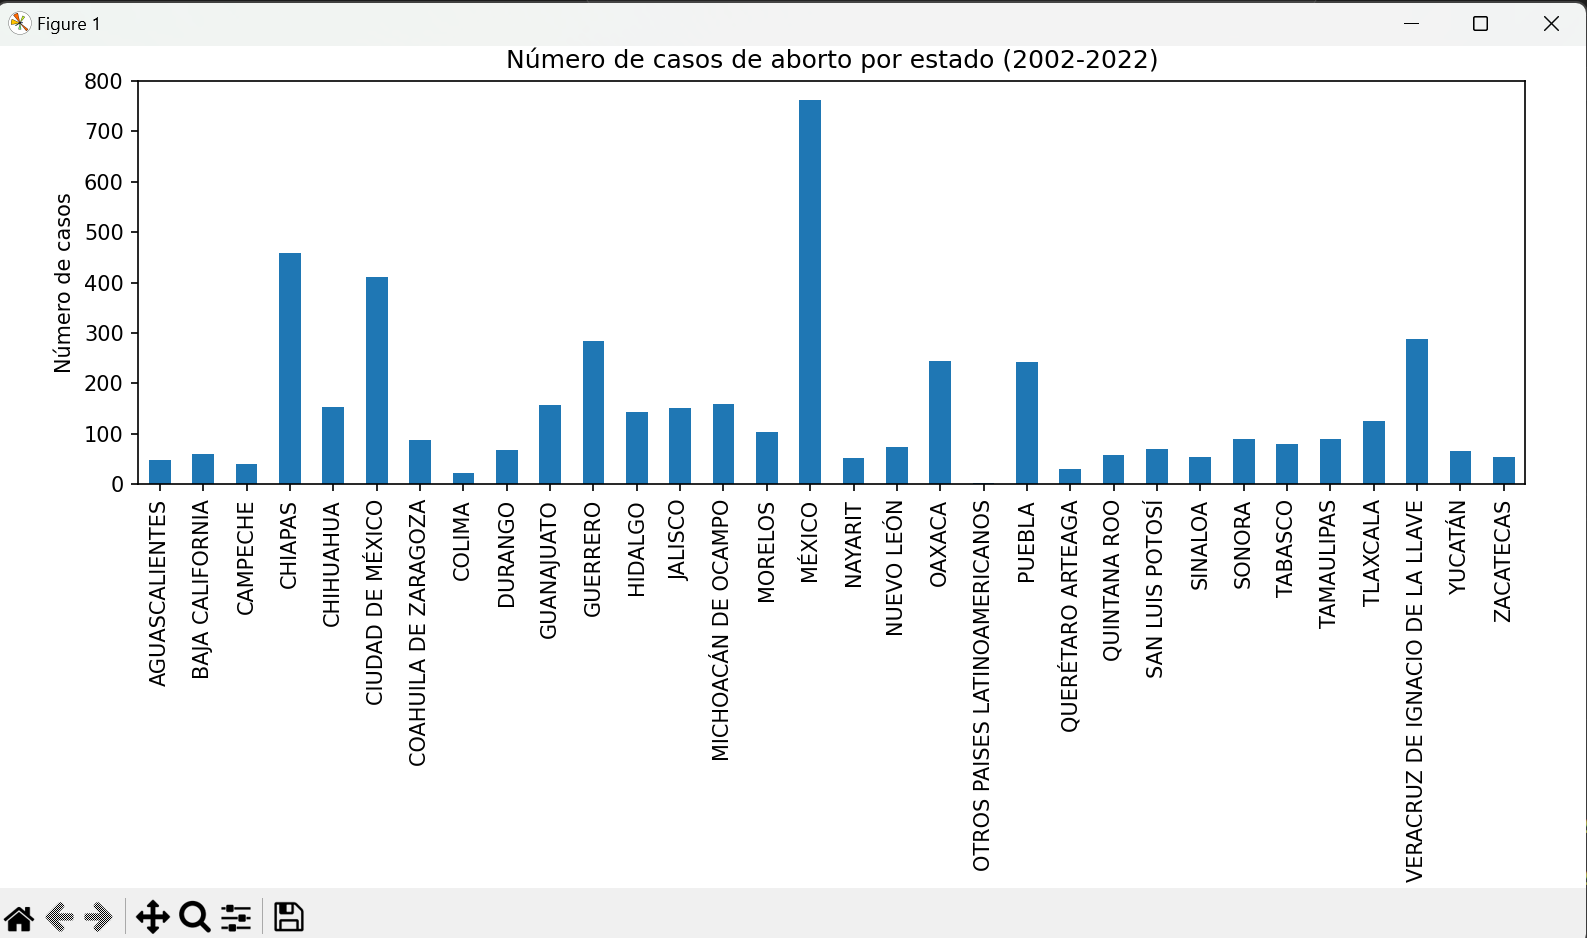 Figure 1
Número de casos de aborto por estado (2002-2022)
800
700
600
500
400
300
200
100
0
Número de casos
AGUASCALIENTES
BAJA CALIFORNIA
CAMPECHE
CHIAPAS
CHIHUAHUA
CIUDAD DE MÉXICO
COAHUILA DE ZARAGOZA
COLIMA
DURANGO
GUANAJUATO
GUERRERO
HIDALGO
JALISCO
MICHOACÁN DE OCAMPO
MORELOS
MÉXICO
NAYARIT
NUEVO LEÓN
OAXACA
OTROS PAISES LATINOAMERICANOS
PUEBLA
QUERÉTARO ARTEAGA
QUINTANA ROO
SAN LUIS POTOSÍ
SINALOA
SONORA
TABASCO
TAMAULIPAS
TLAXCALA
VERACRUZ DE IGNACIO DE LA LLAVE
YUCATÁN
ZACATECAS